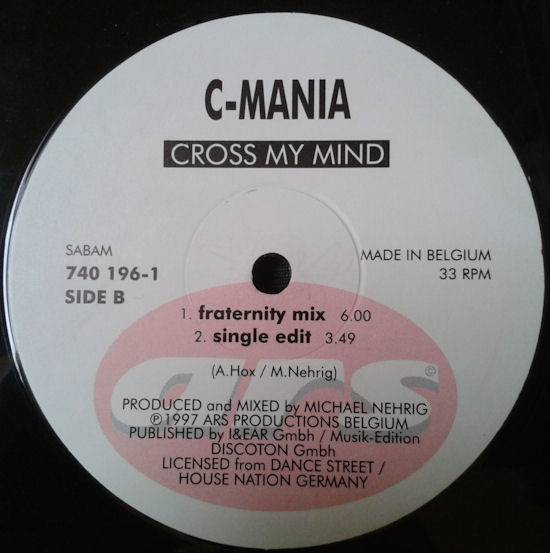 C-MANIA
CROSS MY MIND
SABAM
740 196-1
SIDE B
MADE IN BELGIUM
33 RPM
1. fraternity mix 6.00
2. single edit 3.49
(A.Hox / M.Nehrig)
ars ©
PRODUCED and MIXED by MICHAEL NEHRIG
℗ 1997 ARS PRODUCTIONS BELGIUM
PUBLISHED by I&EAR Gmbh / Musik-Edition
DISCOTON Gmbh
LICENSED from DANCE STREET /
HOUSE NATION GERMANY